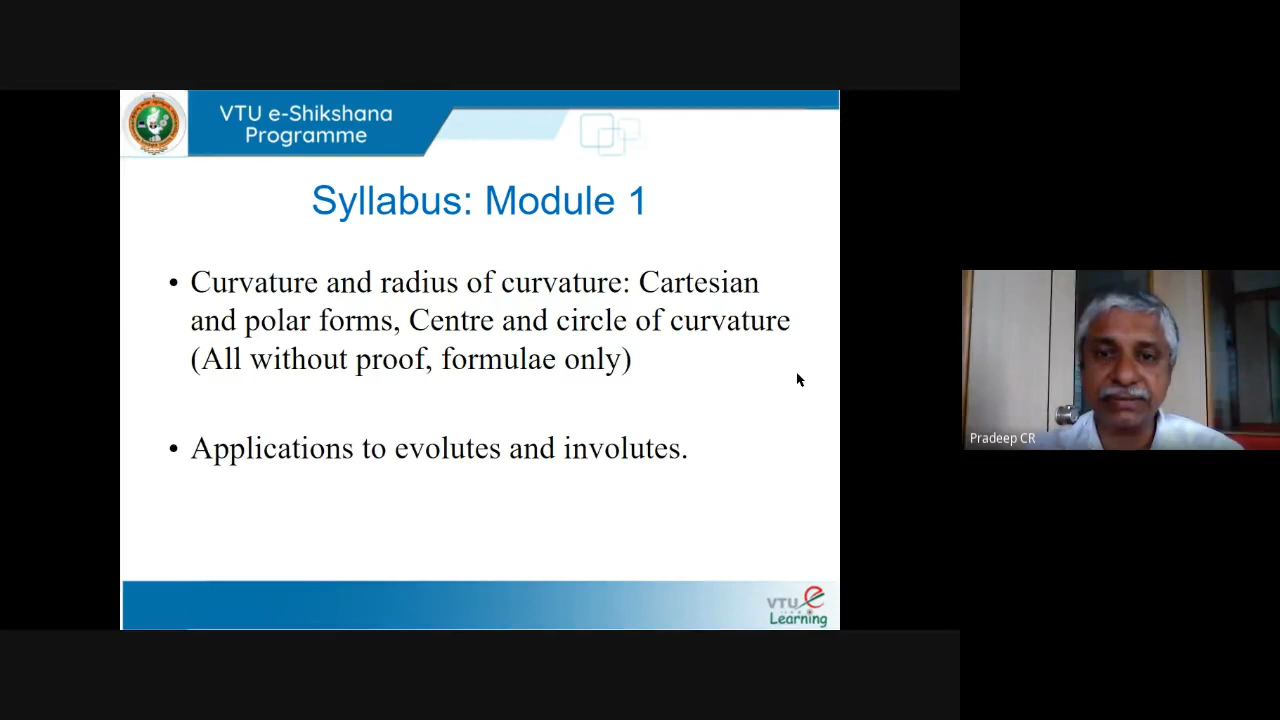 VTU e-Shikshana
Programme
Syllabus: Module 1
• Curvature and radius of curvature: Cartesian
and polar forms, Centre and circle of curvature
(All without proof, formulae only)
• Applications to evolutes and involutes.
Pradeep CR
VTU e
Learning